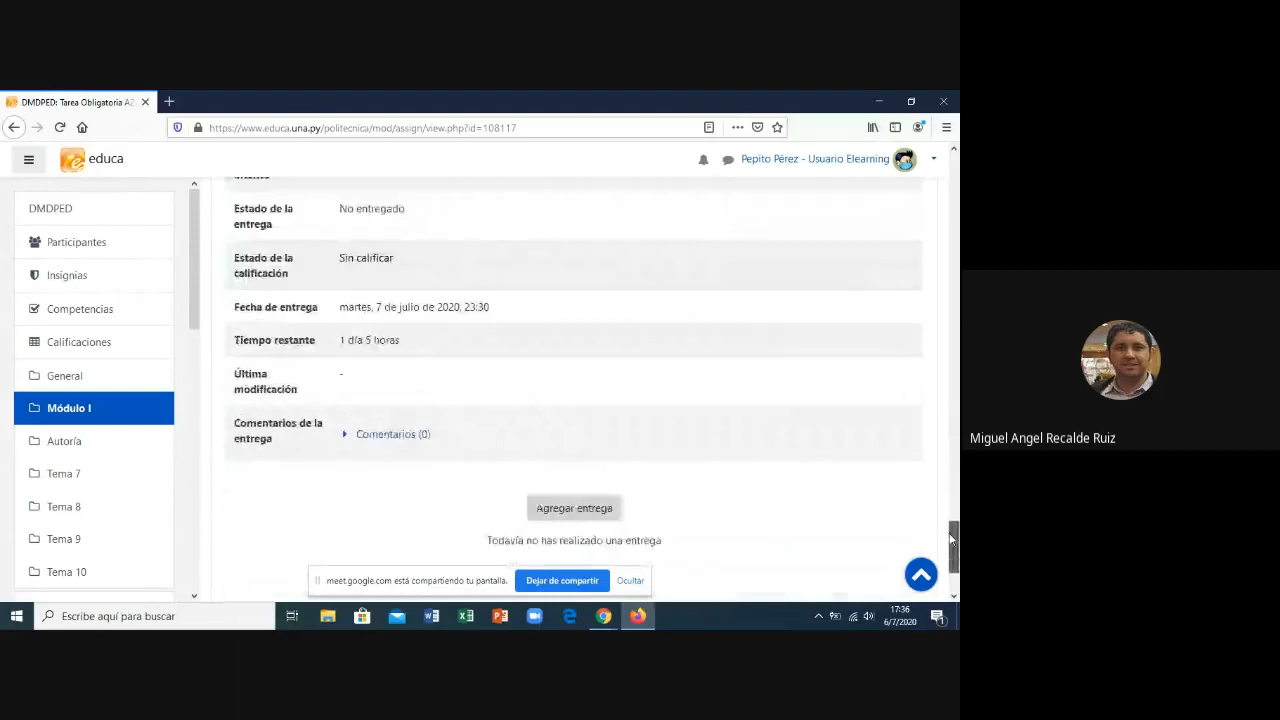 DMDPED: Tarea Obligatoria A2
https://www.educa.una.py/politecnica/mod/assign/view.php?id=108117
educa
Pepito Pérez - Usuario Elearning
DMDPED
Participantes
Insignias
Competencias
Calificaciones
General
Módulo I
Autoría
Tema 7
Tema 8
Tema 9
Tema 10
Estado de la
entrega
No entregado
Estado de la
calificación
Sin calificar
Fecha de entrega
martes, 7 de julio de 2020, 23:30
Tiempo restante
1 día 5 horas
Última
modificación
-
Comentarios de la
entrega
Comentarios (0)
Agregar entrega
Todavía no has realizado una entrega
meet.google.com está compartiendo tu pantalla.
Dejar de compartir
Ocultar
Escribe aquí para buscar
17:36
6/7/2020
1
Miguel Angel Recalde Ruiz